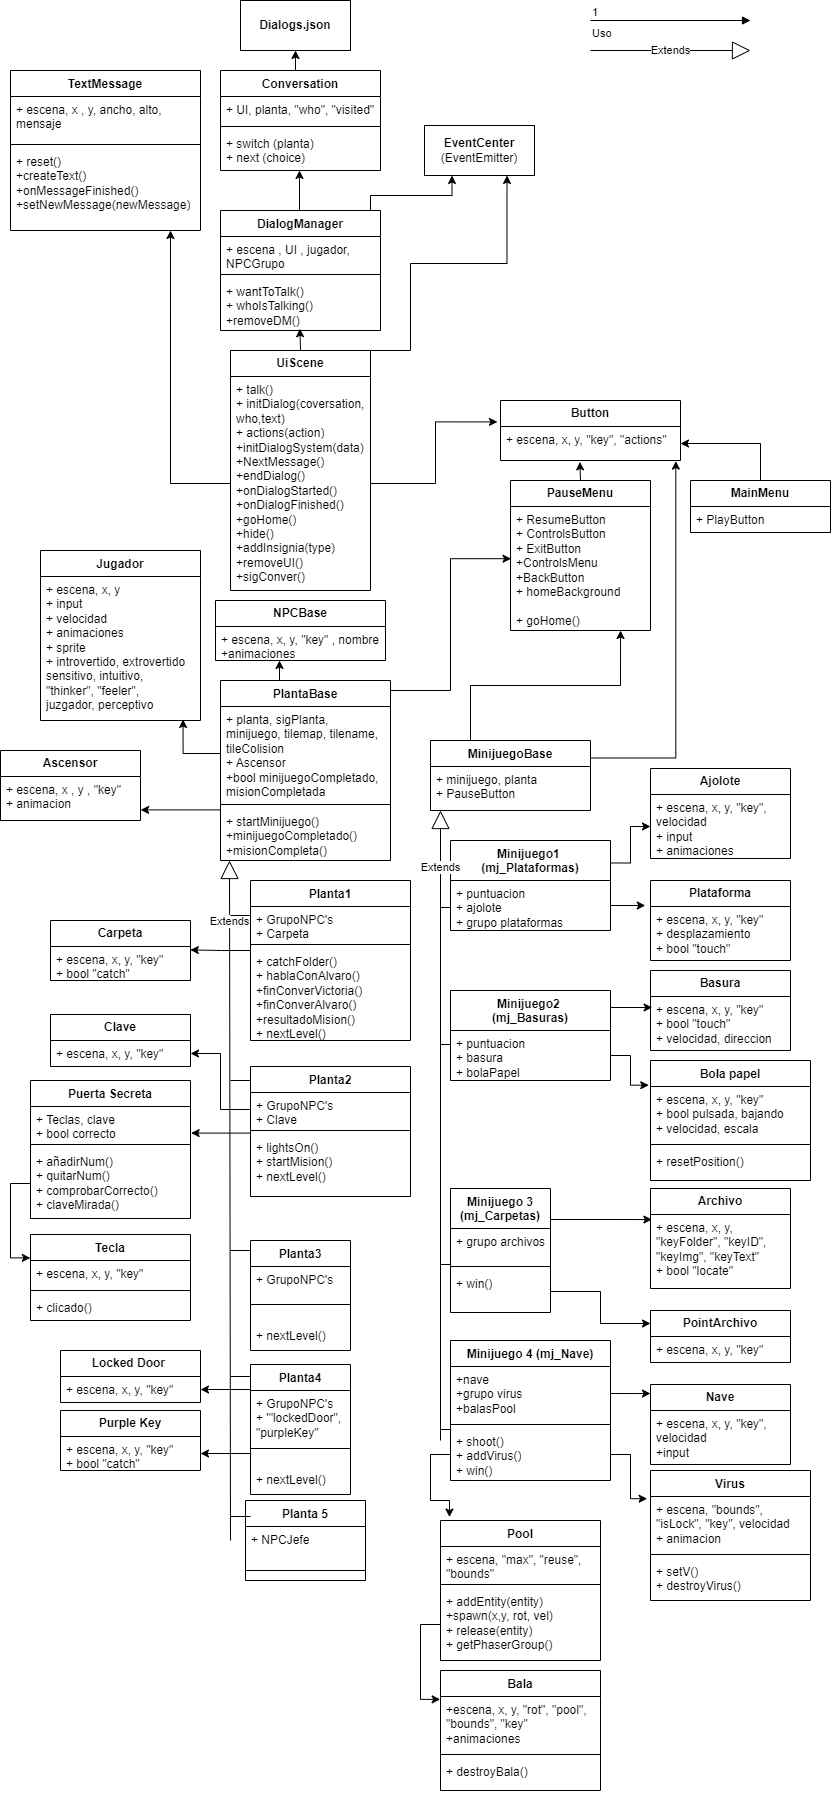 Dialogs.json
1
Uso
Extends
TextMessage
+ escena, x , y, ancho, alto,
mensaje
+ reset()
+createText()
+onMessageFinished()
+setNewMessage(newMessage)
Conversation
+ UI, planta, "who", "visited"
+ switch (planta)
+ next (choice)
EventCenter
(EventEmitter)
DialogManager
+ escena , UI , jugador,
NPCGrupo
+ wantToTalk()
+ whoIsTalking()
+removeDM()
UiScene
+ talk()
+ initDialog(coversation,
who,text)
+ actions(action)
+initDialogSystem(data)
+NextMessage()
+endDialog()
+ onDialogStarted()
+ onDialogFinished()
+goHome()
+hide()
+addInsignia(type)
+removeUI()
+sigConver()
Button
+ escena, x, y, "key", "actions"
PauseMenu
+ ResumeButton
+ ControlsButton
+ ExitButton
+ControlsMenu
+BackButton
+ homeBackground
+ goHome()
MainMenu
+ PlayButton
Jugador
+ escena, x, y
+ input
+ velocidad
+ animaciones
+ sprite
+ introvertido, extrovertido
sensitivo, intuitivo,
"thinker", "feeler",
juzgador, perceptivo
NPCBase
+ escena, x, y, "key" , nombre
+animaciones
PlantaBase
+ planta, sigPlanta,
minijuego, tilemap, tilename,
tileColision
+ Ascensor
+bool minijuegoCompletado,
misionCompletada
+ startMinijuego()
+minijuegoCompletado()
+misionCompleta()
Ascensor
+ escena, x , y , "key"
+ animacion
MinijuegoBase
+ minijuego, planta
+ PauseButton
Extends
Minijuego1
(mj_Plataformas)
+ puntuacion
+ ajolote
+ grupo plataformas
Ajolote
+ escena, x, y, "key",
velocidad
+ input
+ animaciones
Plataforma
+ escena, x, y, "key"
+ desplazamiento
+ bool "touch"
Extends
Planta1
+ GrupoNPC's
+ Carpeta
+ catchFolder()
+ hablaConAlvaro()
+finConverVictoria()
+finConverAlvaro()
+resultadoMision()
+ nextLevel()
Carpeta
+ escena, x, y, "key"
+ bool "catch"
Clave
+ escena, x, y, "key"
Minijuego2
(mj_Basuras)
+ puntuacion
+ basura
+ bolaPapel
Basura
+ escena, x, y, "key"
+ bool "touch"
+ velocidad, direccion
Bola papel
+ escena, x, y, "key"
+ bool pulsada, bajando
+ velocidad, escala
+ resetPosition()
Puerta Secreta
+ Teclas, clave
+ bool correcto
+ añadirNum()
+ quitarNum()
+ comprobarCorrecto()
+ claveMirada()
Planta2
+ GrupoNPC's
+ Clave
+ lightsOn()
+ startMision()
+ nextLevel()
Tecla
+ escena, x, y, "key"
+ clicado()
Planta3
+ GrupoNPC's
+ nextLevel()
Minijuego 3
(mj_Carpetas)
+ grupo archivos
+ win()
Archivo
+ escena, x, y,
"keyFolder", "keyID",
"keyImg", "keyText"
+ bool "locate"
PointArchivo
+ escena, x, y, "key"
Locked Door
+ escena, x, y, "key"
Purple Key
+ escena, x, y, "key"
+ bool "catch"
Planta4
+ GrupoNPC's
+ '"lockedDoor",
"purpleKey"
+ nextLevel()
Minijuego 4 (mj_Nave)
+nave
+grupo virus
+balasPool
+ shoot()
+ addVirus()
+ win()
Nave
+ escena, x, y, "key",
velocidad
+input
Virus
+ escena, "bounds",
"isLock", "key", velocidad
+ animacion
+ setV()
+ destroyVirus()
Planta 5
+ NPCJefe
Pool
+ escena, "max", "reuse",
"bounds"
+ addEntity(entity)
+spawn(x,y, rot, vel)
+ release(entity)
+ getPhaserGroup()
Bala
+escena, x, y, "rot", "pool",
"bounds", "key"
+animaciones
+ destroyBala()